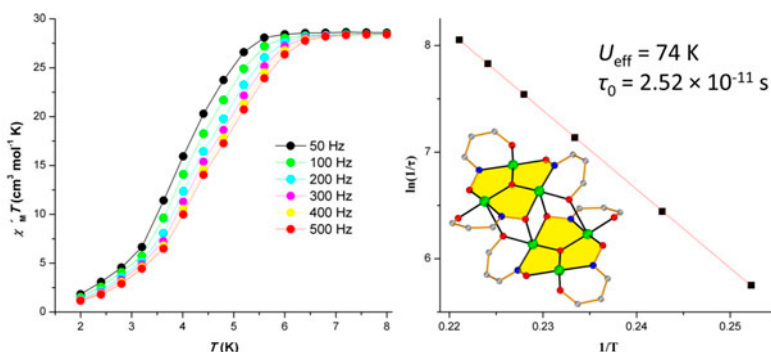 30
25
20
15
10
5
0
χ′M T (cm³ mol⁻¹ K)
50 Hz
100 Hz
200 Hz
300 Hz
400 Hz
500 Hz
2 3 4 5 6 7 8
T (K)
8
7
6
ln(1/τ)
Ueff = 74 K
τ0 = 2.52 × 10⁻¹¹ s
0.22 0.23 0.24 0.25
1/T